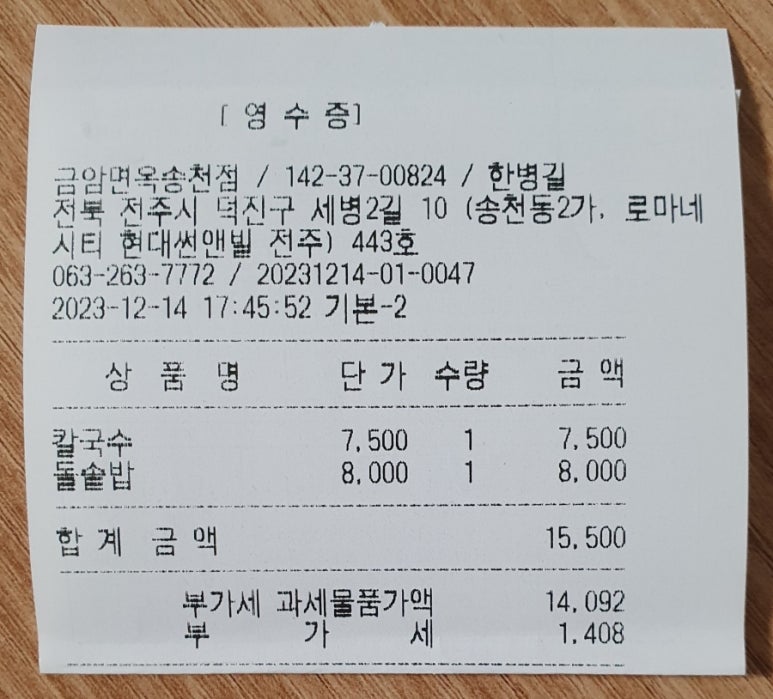 [ 영 수 증]
금암면옥송천점 / 142-37-00824 / 한병길
전북 전주시 덕진구 세병2길 10 (송천동2가, 로마네
시티 현대썬앤빌 전주) 443호
063-263-7772 / 20231214-01-0047
2023-12-14 17:45:52 기본-2
상 품 명 단 가 수량 금 액
칼국수 7,500 1 7,500
돌솥밥 8,000 1 8,000
합 계 금 액 15,500
부가세 과세물품가액 14,092
부 가 세 1,408